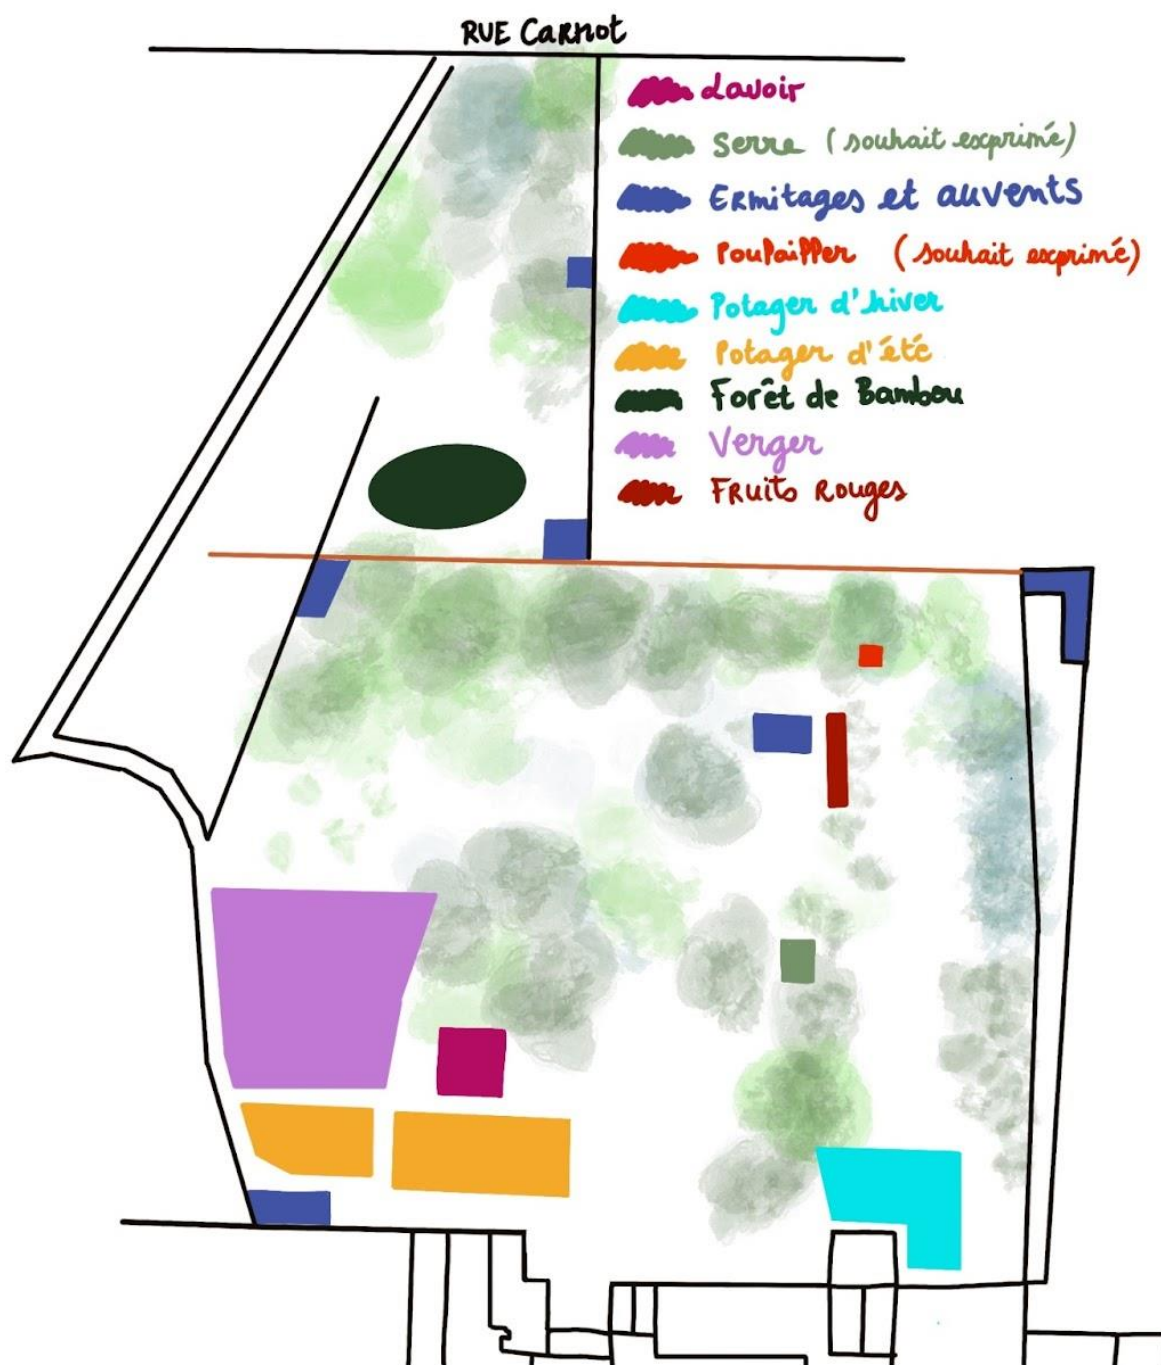 RUE Carnot
Lavoir
Serre (souhait exprimé)
Ermitages et auvents
Poulailler (souhait exprimé)
Potager d'hiver
Potager d'été
Forêt de Bambou
Verger
Fruits Rouges